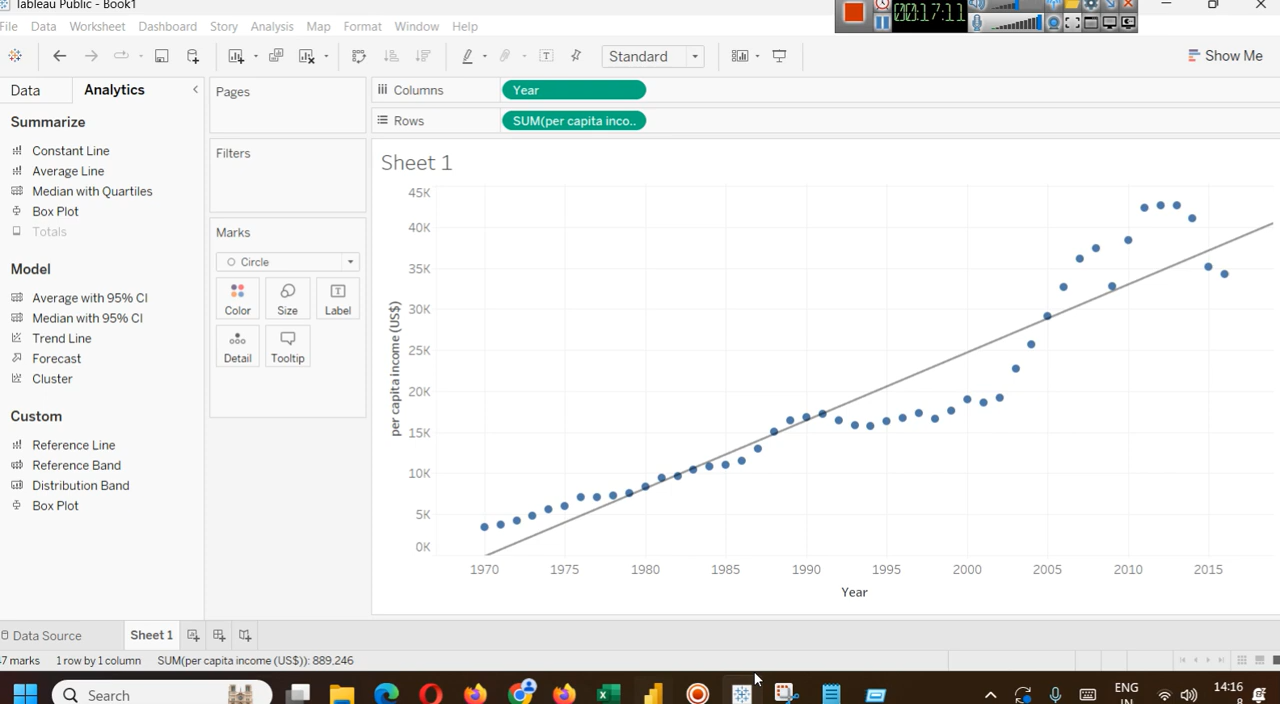 Tableau Public - Book1
00:17:11
File Data Worksheet Dashboard Story Analysis Map Format Window Help
Standard
Show Me
Data Analytics
Summarize
Constant Line
Average Line
Median with Quartiles
Box Plot
Totals
Model
Average with 95% CI
Median with 95% CI
Trend Line
Forecast
Cluster
Custom
Reference Line
Reference Band
Distribution Band
Box Plot
Pages
Filters
Marks
Circle
Color Size Label
Detail Tooltip
Columns Year
Rows SUM(per capita inco..
Sheet 1
45K
40K
35K
30K
25K
20K
15K
10K
5K
0K
per capita income (US$)
1970 1975 1980 1985 1990 1995 2000 2005 2010 2015
Year
Data Source Sheet 1
7 marks 1 row by 1 column SUM(per capita income (US$)): 889.246
Search
ENG
IN
14:16